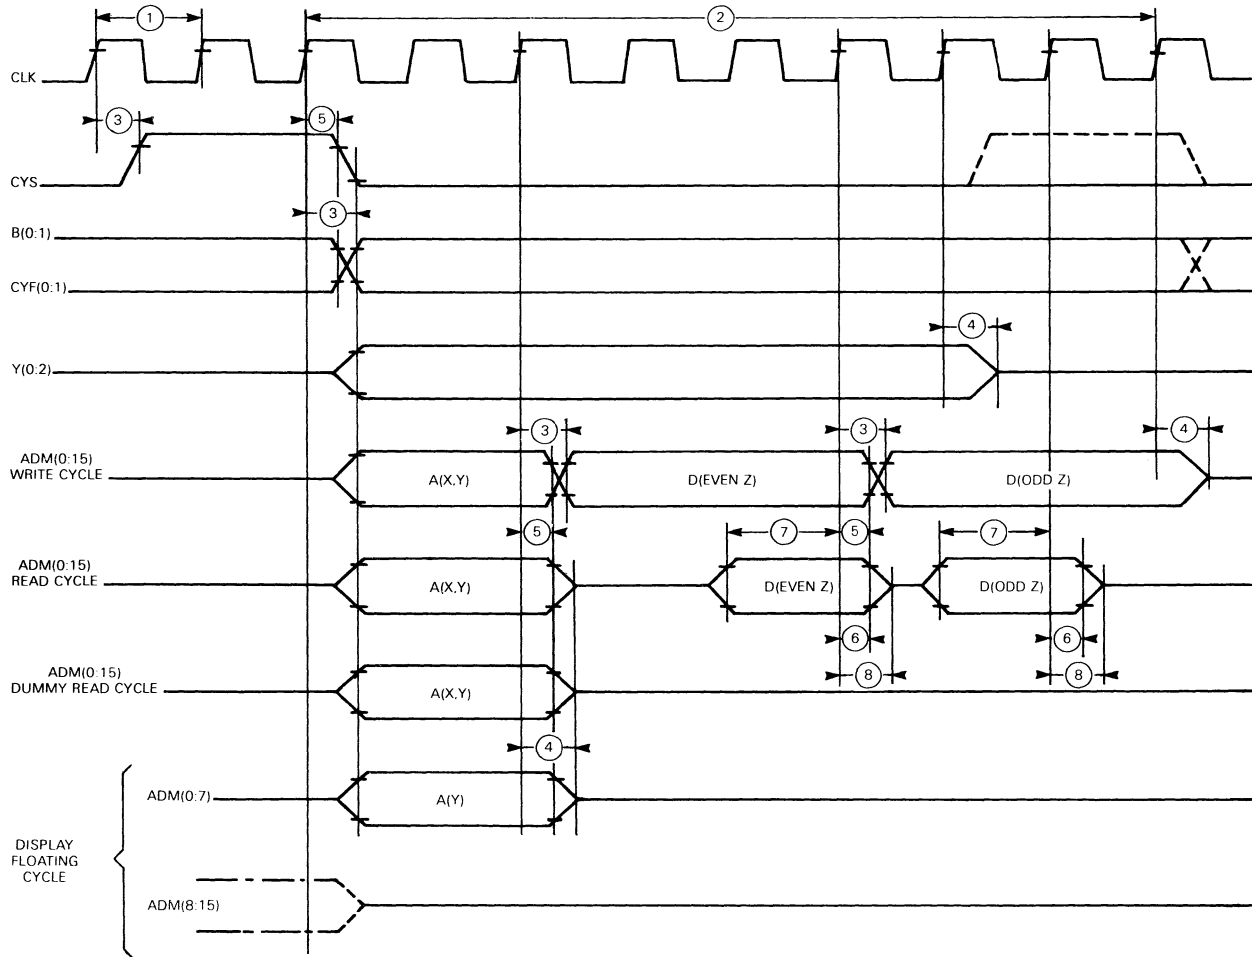 1 2
CLK
3 5
CYS
3
B(0:1)
CYF(0:1)
4
Y(0:2)
3 3 4
ADM(0:15)
WRITE CYCLE
A(X,Y) D(EVEN Z) D(ODD Z)
5 7 5 7
ADM(0:15)
READ CYCLE
A(X,Y) D(EVEN Z) D(ODD Z)
6 6
8 8
ADM(0:15)
DUMMY READ CYCLE
A(X,Y)
4
ADM(0:7)
A(Y)
DISPLAY
FLOATING
CYCLE
ADM(8:15)